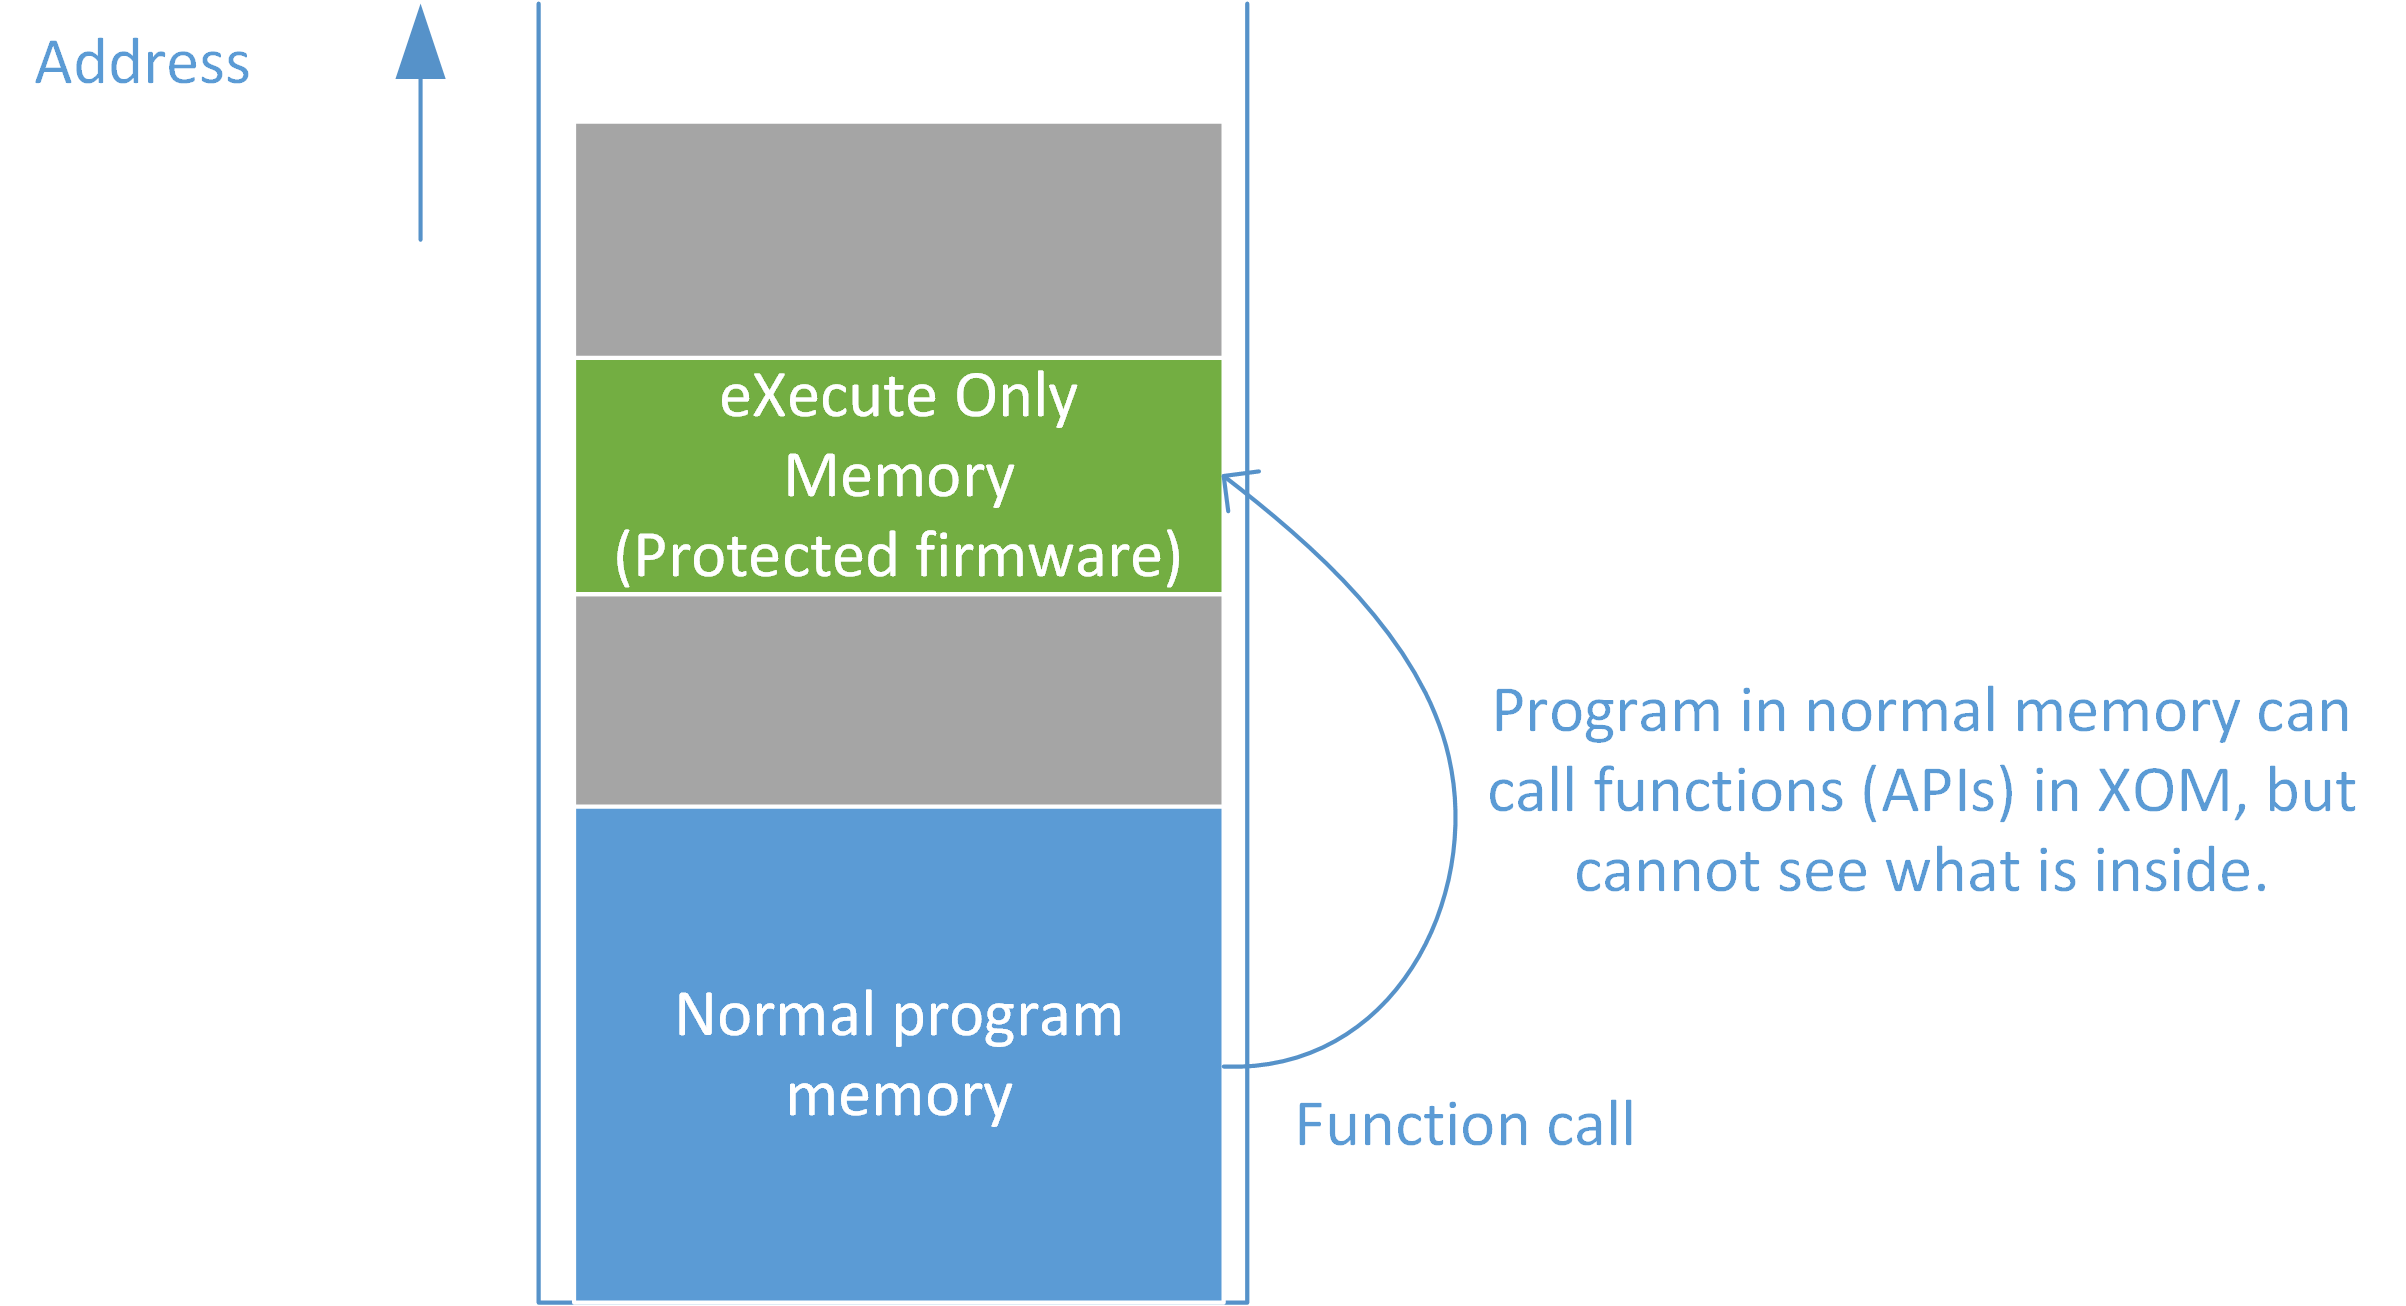 Address
eXecute Only
Memory
(Protected firmware)
Program in normal memory can
call functions (APIs) in XOM, but
cannot see what is inside.
Normal program
memory
Function call